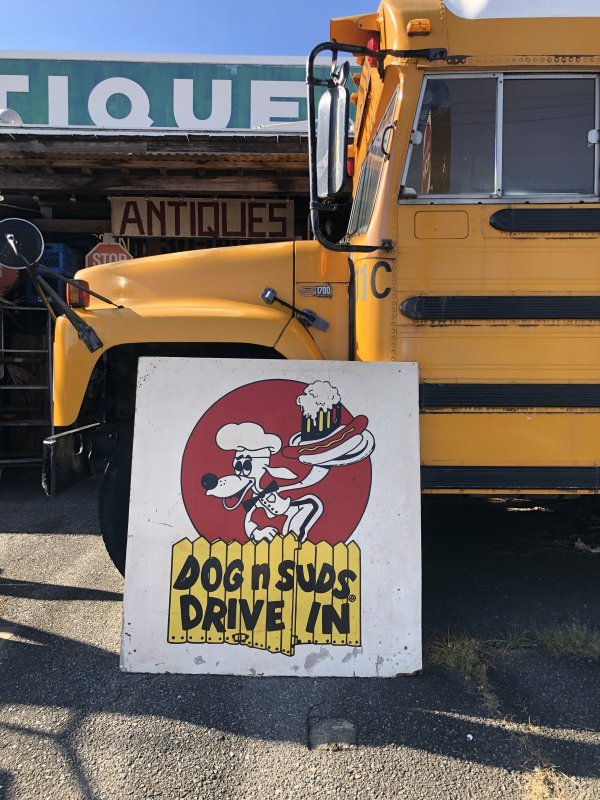 TIQUE
ANTIQUES
STOP
1700
1C
DOG n SUDS®
DRIVE IN